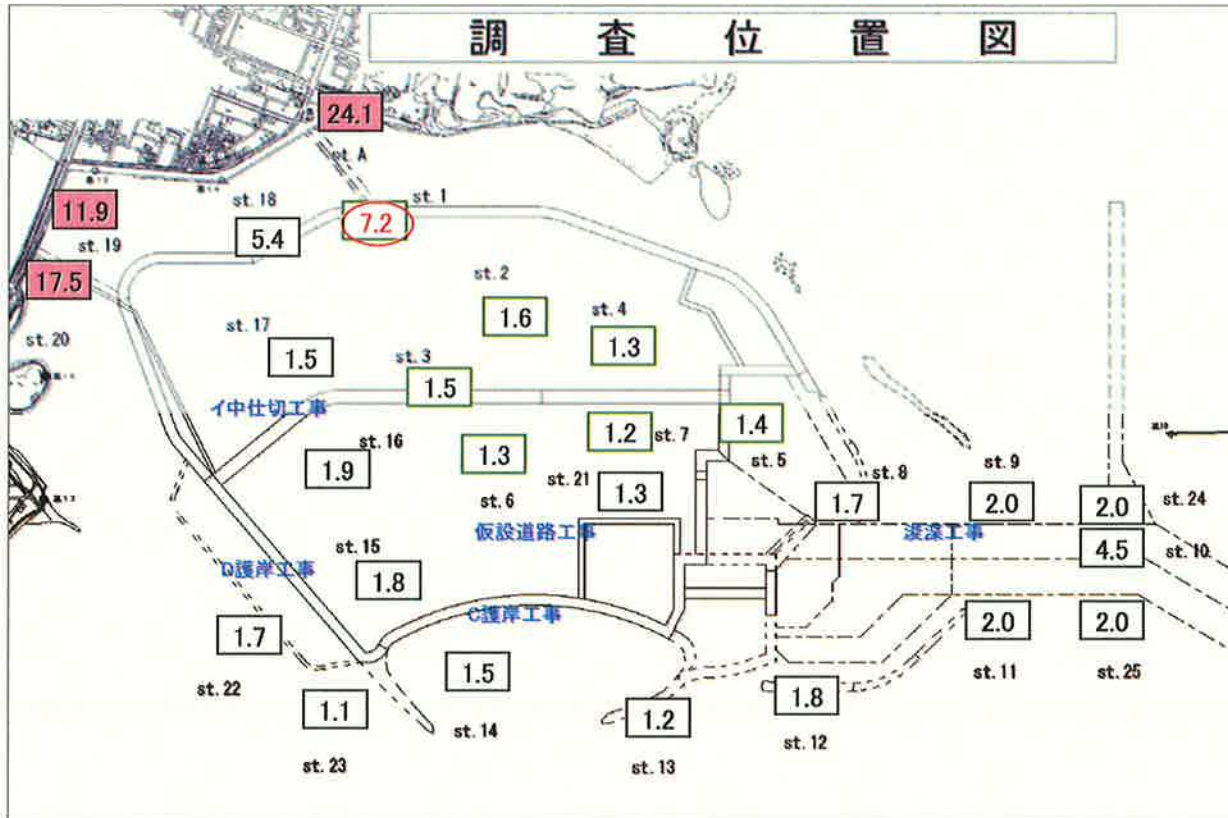 調査位置図
24.1
st.A
11.9
st.18
5.4
st.1
7.2
st.19
17.5
st.2
1.6
st.4
1.3
st.20
st.17
1.5
st.3
1.5
イ中仕切工事
1.2
st.7
1.4
st.5
st.16
1.9
1.3
st.6
st.21
1.3
st.8
1.7
st.9
2.0
2.0
st.24
仮設道路工事
浚渫工事
4.5
st.10
st.15
1.8
D護岸工事
C護岸工事
1.7
st.22
2.0
st.11
2.0
st.25
1.5
st.14
1.1
st.23
1.2
st.13
1.8
st.12